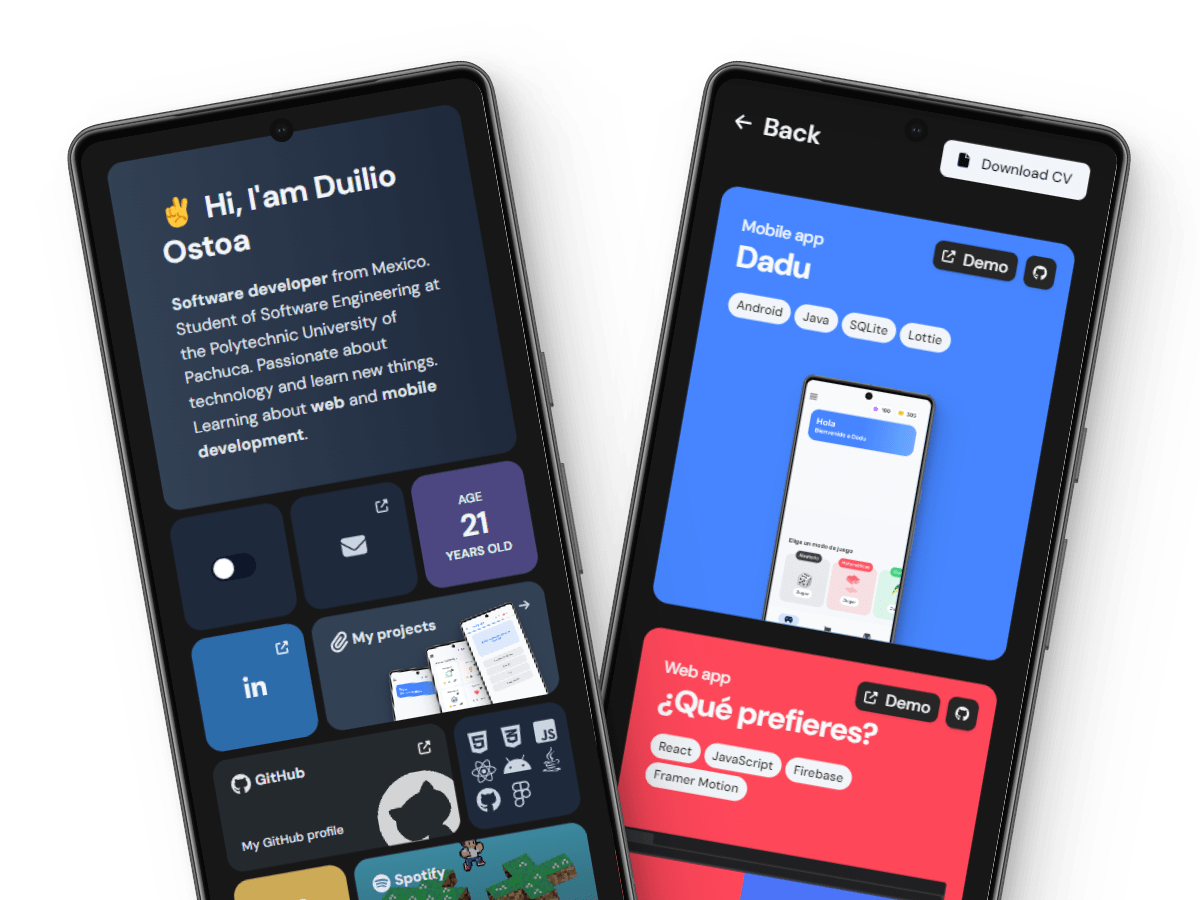 ✌️ Hi, I'am Duilio
Ostoa
Software developer from Mexico.
Student of Software Engineering at
the Polytechnic University of
Pachuca. Passionate about
technology and learn new things.
Learning about web and mobile
development.
AGE
21
YEARS OLD
in
My projects
GitHub
My GitHub profile
JS
Spotify
← Back
Download CV
Mobile app
Dadu
Demo
Android
Java
SQLite
Lottie
100
Hola
Bienvenido a Dadu
Elige un modo de juego
Jugar
Jugar
Web app
¿Qué prefieres?
Demo
React
JavaScript
Firebase
Framer Motion